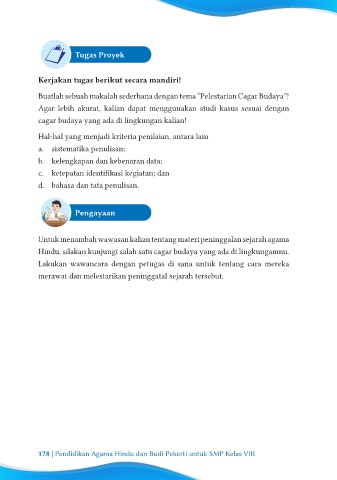 Tugas Proyek
Kerjakan tugas berikut secara mandiri!
Buatlah sebuah makalah sederhana dengan tema "Pelestarian Cagar Budaya"!
Agar lebih akurat, kalian dapat menggunakan studi kasus sesuai dengan
cagar budaya yang ada di lingkungan kalian!
Hal-hal yang menjadi kriteria penilaian, antara lain
a. sistematika penulisan;
b. kelengkapan dan kebenaran data;
c. ketepatan identifikasi kegiatan; dan
d. bahasa dan tata penulisan.
Pengayaan
Untuk menambah wawasan kalian tentang materi peninggalan sejarah agama
Hindu, silakan kunjungi salah satu cagar budaya yang ada di lingkunganmu.
Lakukan wawancara dengan petugas di sana untuk tentang cara mereka
merawat dan melestarikan peninggatal sejarah tersebut.
178 | Pendidikan Agama Hindu dan Budi Pekerti untuk SMP Kelas VIII